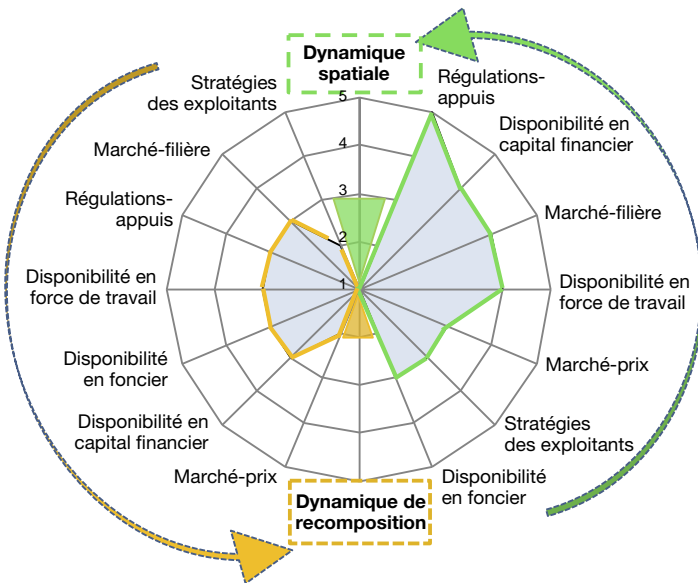 Dynamique
spatiale
Stratégies
des exploitants
Régulations-
appuis
Disponibilité en
capital financier
Marché-filière
Marché-filière
Régulations-
appuis
Disponibilité en
force de travail
Disponibilité en
force de travail
Disponibilité
en foncier
Marché-prix
Disponibilité en
capital financier
Stratégies
des exploitants
Marché-prix
Disponibilité
en foncier
Dynamique de
recomposition
5
4
3
2
1